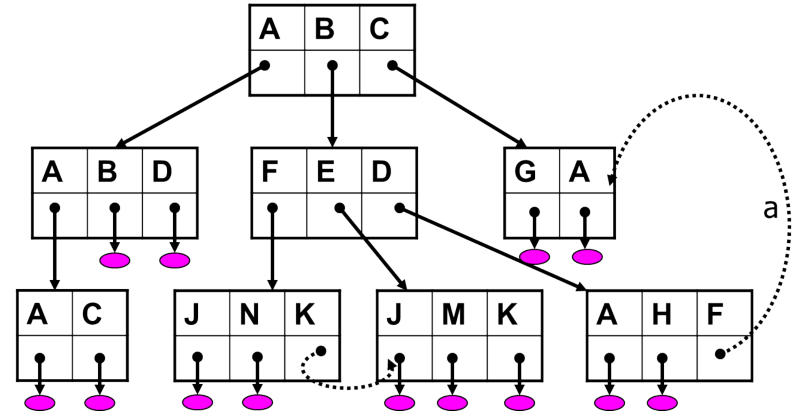 A B C
A B D
F E D
G A
a
A C
J N K
J M K
A H F